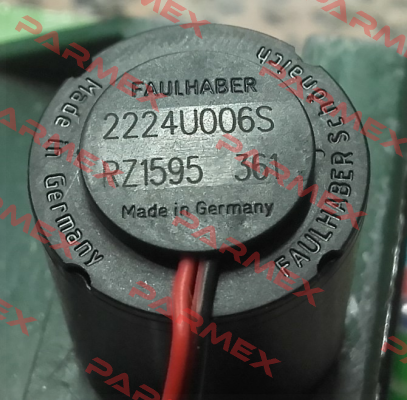 FAULHABER
2224U006S
RZ1595 361
Made in Germany
Made in Germany
FAULHABER Schönaich
PARMEX
PARMEX
PARMEX
PARMEX
PARMEX